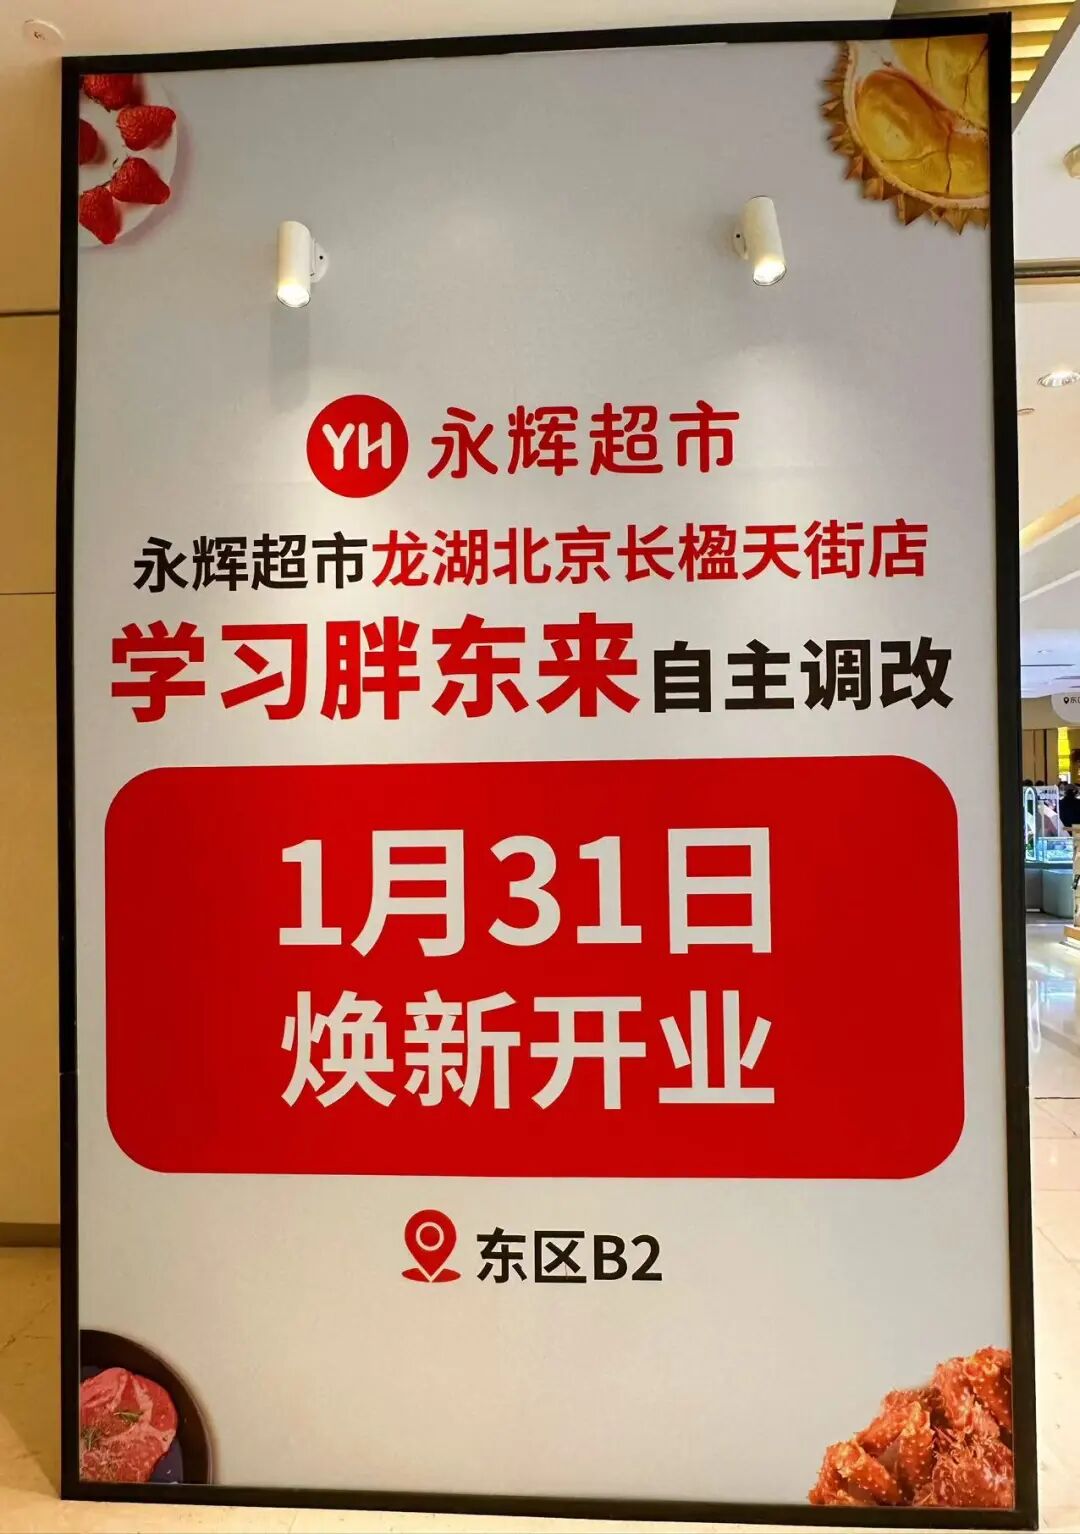 YH 永辉超市
永辉超市龙湖北京长楹天街店
学习胖东来自主调改
1月31日
焕新开业
东区B2